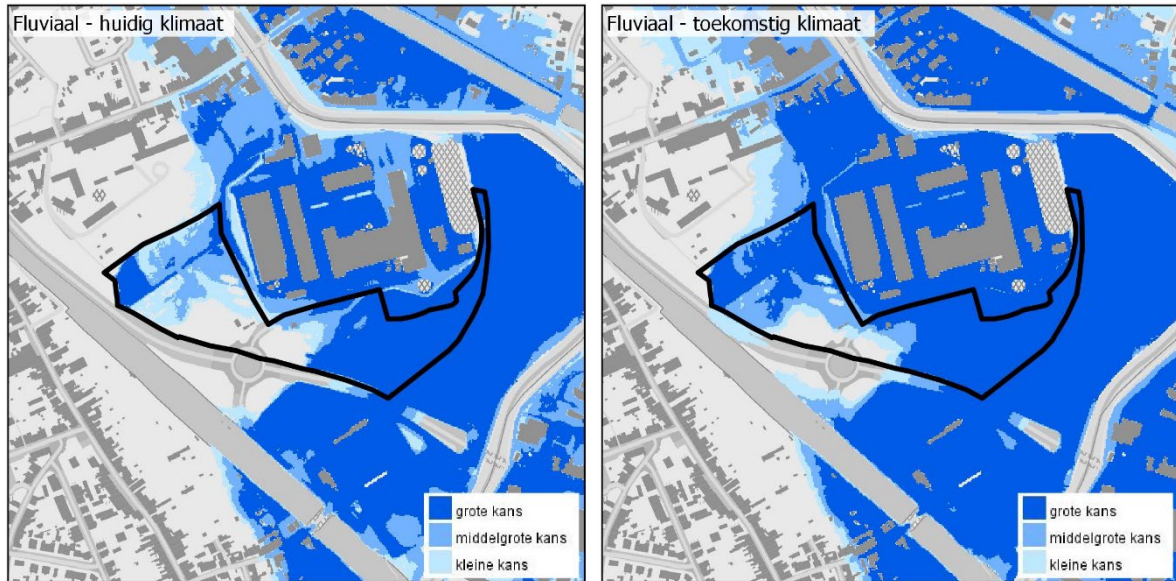 Fluviaal - huidig klimaat
grote kans
middelgrote kans
kleine kans
Fluviaal - toekomstig klimaat
grote kans
middelgrote kans
kleine kans